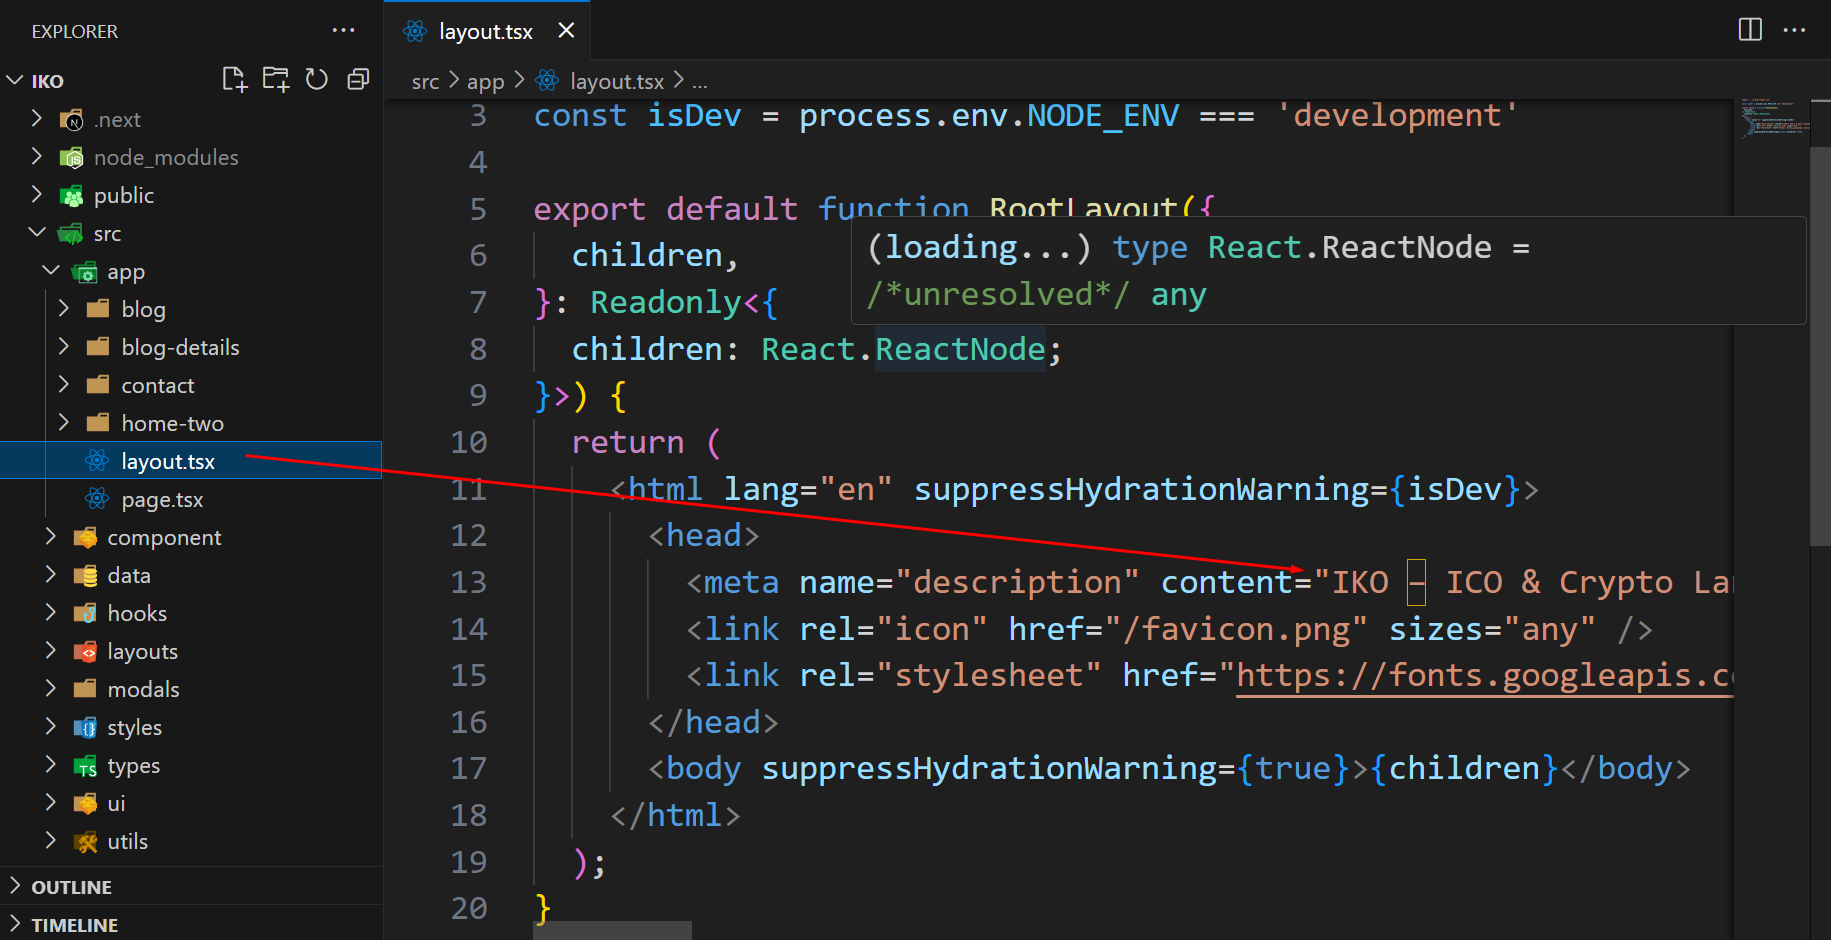 EXPLORER
IKO
.next
node_modules
public
src
app
blog
blog-details
contact
home-two
layout.tsx
page.tsx
component
data
hooks
layouts
modals
styles
types
ui
utils
OUTLINE
TIMELINE
layout.tsx
src > app > layout.tsx > ...
3 const isDev = process.env.NODE_ENV === 'development'
4
5 export default function RootLayout({
(loading...) type React.ReactNode =
/*unresolved*/ any
6 children,
7 }: Readonly<{
8 children: React.ReactNode;
9 }>) {
10 return (
11 <html lang="en" suppressHydrationWarning={isDev}>
12 <head>
13 <meta name="description" content="IKO – ICO & Crypto La
14 <link rel="icon" href="/favicon.png" sizes="any" />
15 <link rel="stylesheet" href="https://fonts.googleapis.c
16 </head>
17 <body suppressHydrationWarning={true}>{children}</body>
18 </html>
19 );
20 }